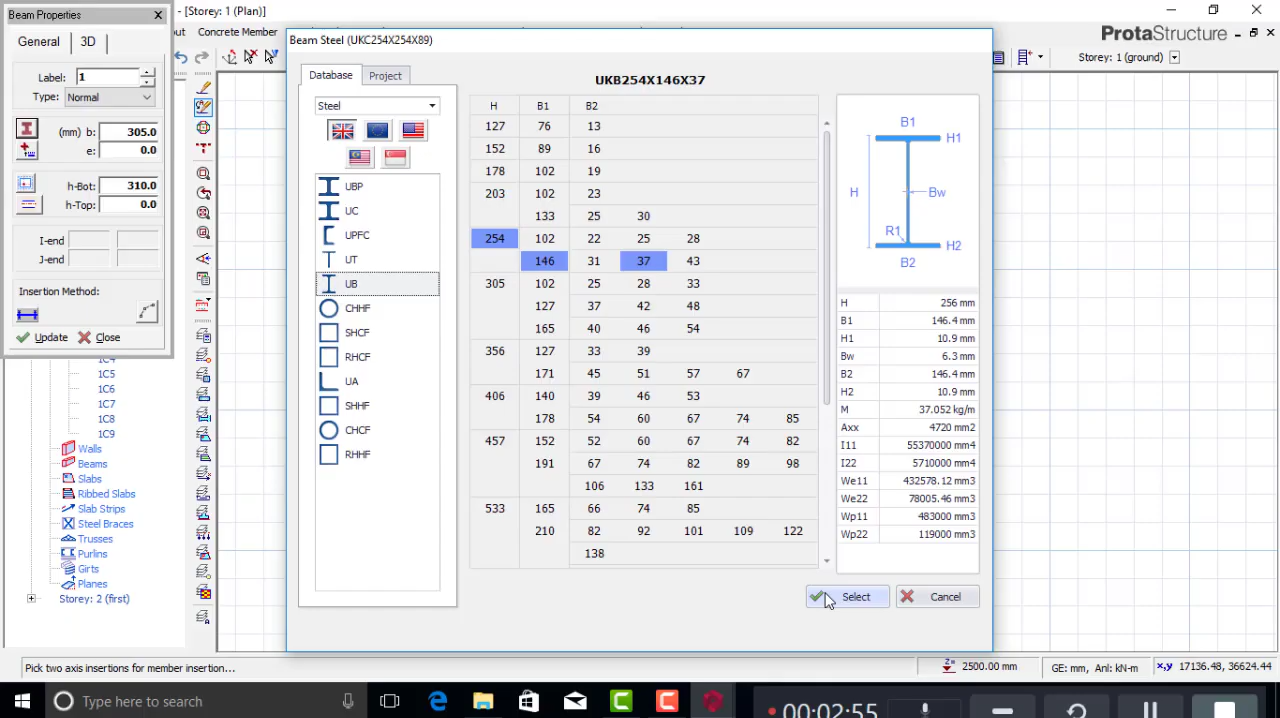 Beam Properties
- [Storey: 1 (Plan)]
General
3D
Label: 1
Type: Normal
(mm) b: 305.0
e: 0.0
h-Bot: 310.0
h-Top: 0.0
I-end
J-end
Insertion Method:
Update
Close
out
Concrete Member
ProtaStructure
Storey: 1 (ground)
1C4
1C5
1C6
1C7
1C8
1C9
Walls
Beams
Slabs
Ribbed Slabs
Slab Strips
Steel Braces
Trusses
Purlins
Girts
Planes
Storey: 2 (first)
Beam Steel (UKC254X254X89)
Database
Project
Steel
UBP
UC
UPFC
UT
UB
CHHF
SHCF
RHCF
UA
SHHF
CHCF
RHHF
UKB254X146X37
H B1 B2
127 76 13
152 89 16
178 102 19
203 102 23
133 25 30
254 102 22 25 28
146 31 37 43
305 102 25 28 33
127 37 42 48
165 40 46 54
356 127 33 39
171 45 51 57 67
406 140 39 46 53
178 54 60 67 74 85
457 152 52 60 67 74 82
191 67 74 82 89 98
106 133 161
533 165 66 74 85
210 82 92 101 109 122
138
B1
H1
H
Bw
R1
H2
B2
H 256 mm
B1 146.4 mm
H1 10.9 mm
Bw 6.3 mm
B2 146.4 mm
H2 10.9 mm
M 37.052 kg/m
Axx 4720 mm2
I11 55370000 mm4
I22 5710000 mm4
We11 432578.12 mm3
We22 78005.46 mm3
Wp11 483000 mm3
Wp22 119000 mm3
Select
Cancel
Pick two axis insertions for member insertion...
2500.00 mm
GE: mm, Anl: kN-m
x,y 17136.48, 36624.44
Type here to search
00:02:55